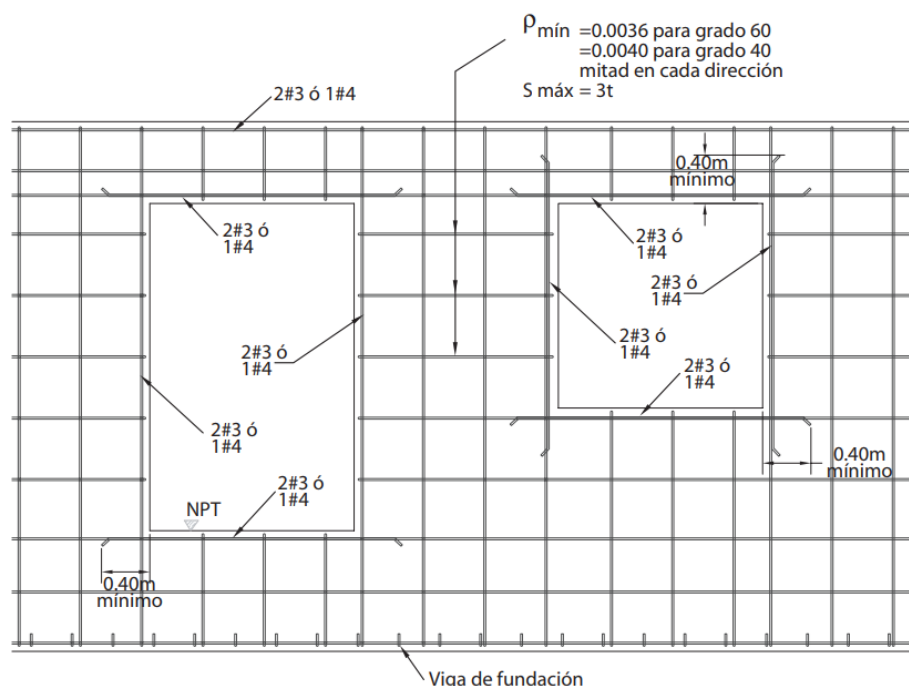 ρ mín =0.0036 para grado 60
=0.0040 para grado 40
mitad en cada dirección
S máx = 3t
2#3 ó 1#4
0.40m
mínimo
2#3 ó
1#4
2#3 ó
1#4
2#3 ó
1#4
2#3 ó
1#4
2#3 ó
1#4
2#3 ó
1#4
2#3 ó
1#4
0.40m
mínimo
2#3 ó
1#4
NPT
0.40m
mínimo
Viga de fundación